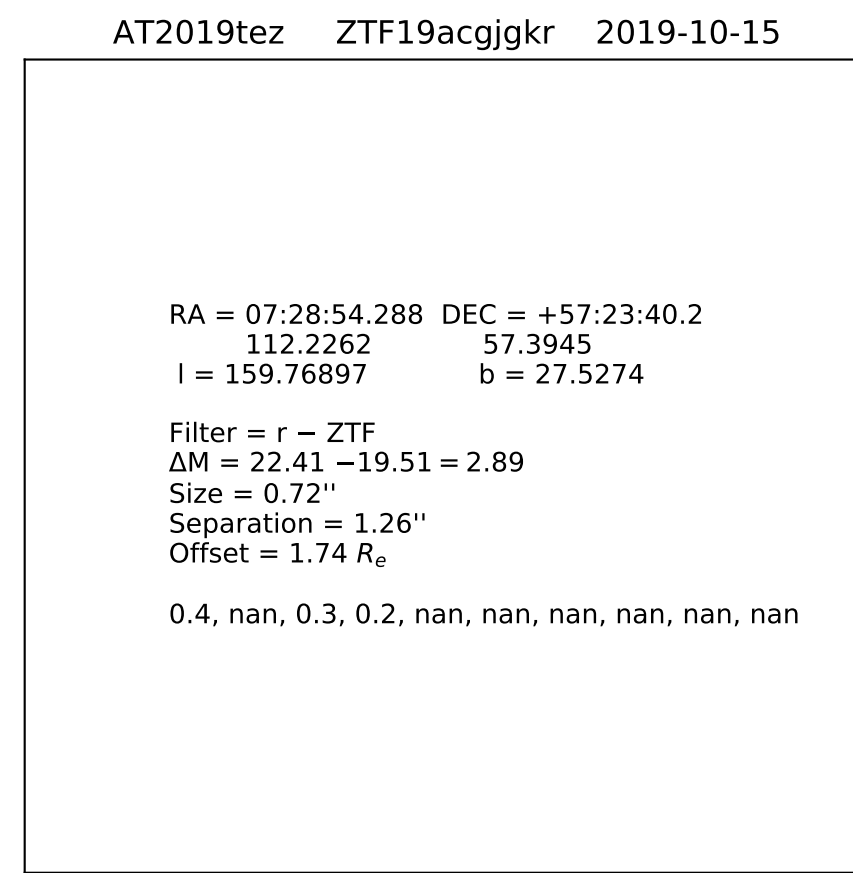 AT2019tez ZTF19acgjgkr 2019-10-15
RA = 07:28:54.288 DEC = +57:23:40.2
112.2262 57.3945
l = 159.76897 b = 27.5274
Filter = r − ZTF
ΔM = 22.41 −19.51 = 2.89
Size = 0.72''
Separation = 1.26''
Offset = 1.74 Rₑ
0.4, nan, 0.3, 0.2, nan, nan, nan, nan, nan, nan